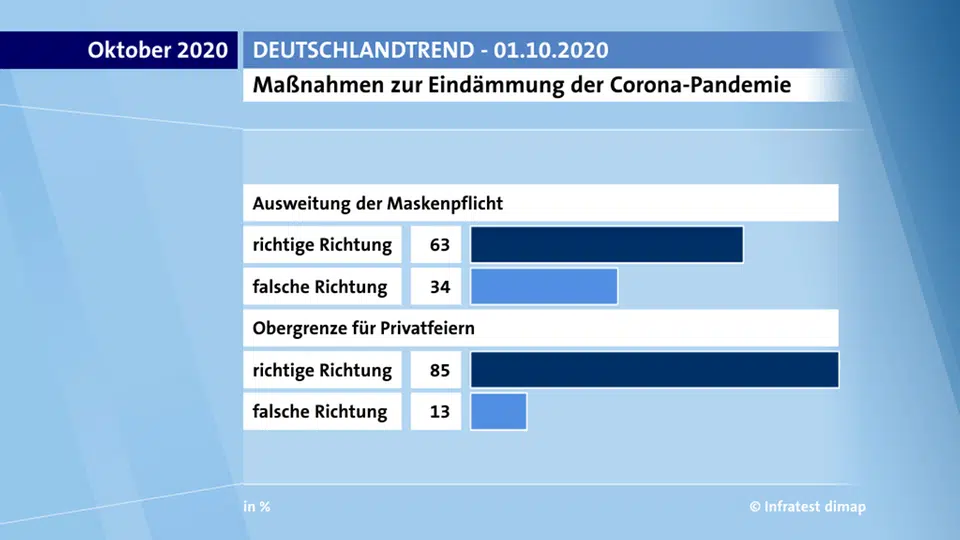 Oktober 2020
DEUTSCHLANDTREND - 01.10.2020
Maßnahmen zur Eindämmung der Corona-Pandemie
Ausweitung der Maskenpflicht
richtige Richtung 63
falsche Richtung 34
Obergrenze für Privatfeiern
richtige Richtung 85
falsche Richtung 13
in %
© Infratest dimap